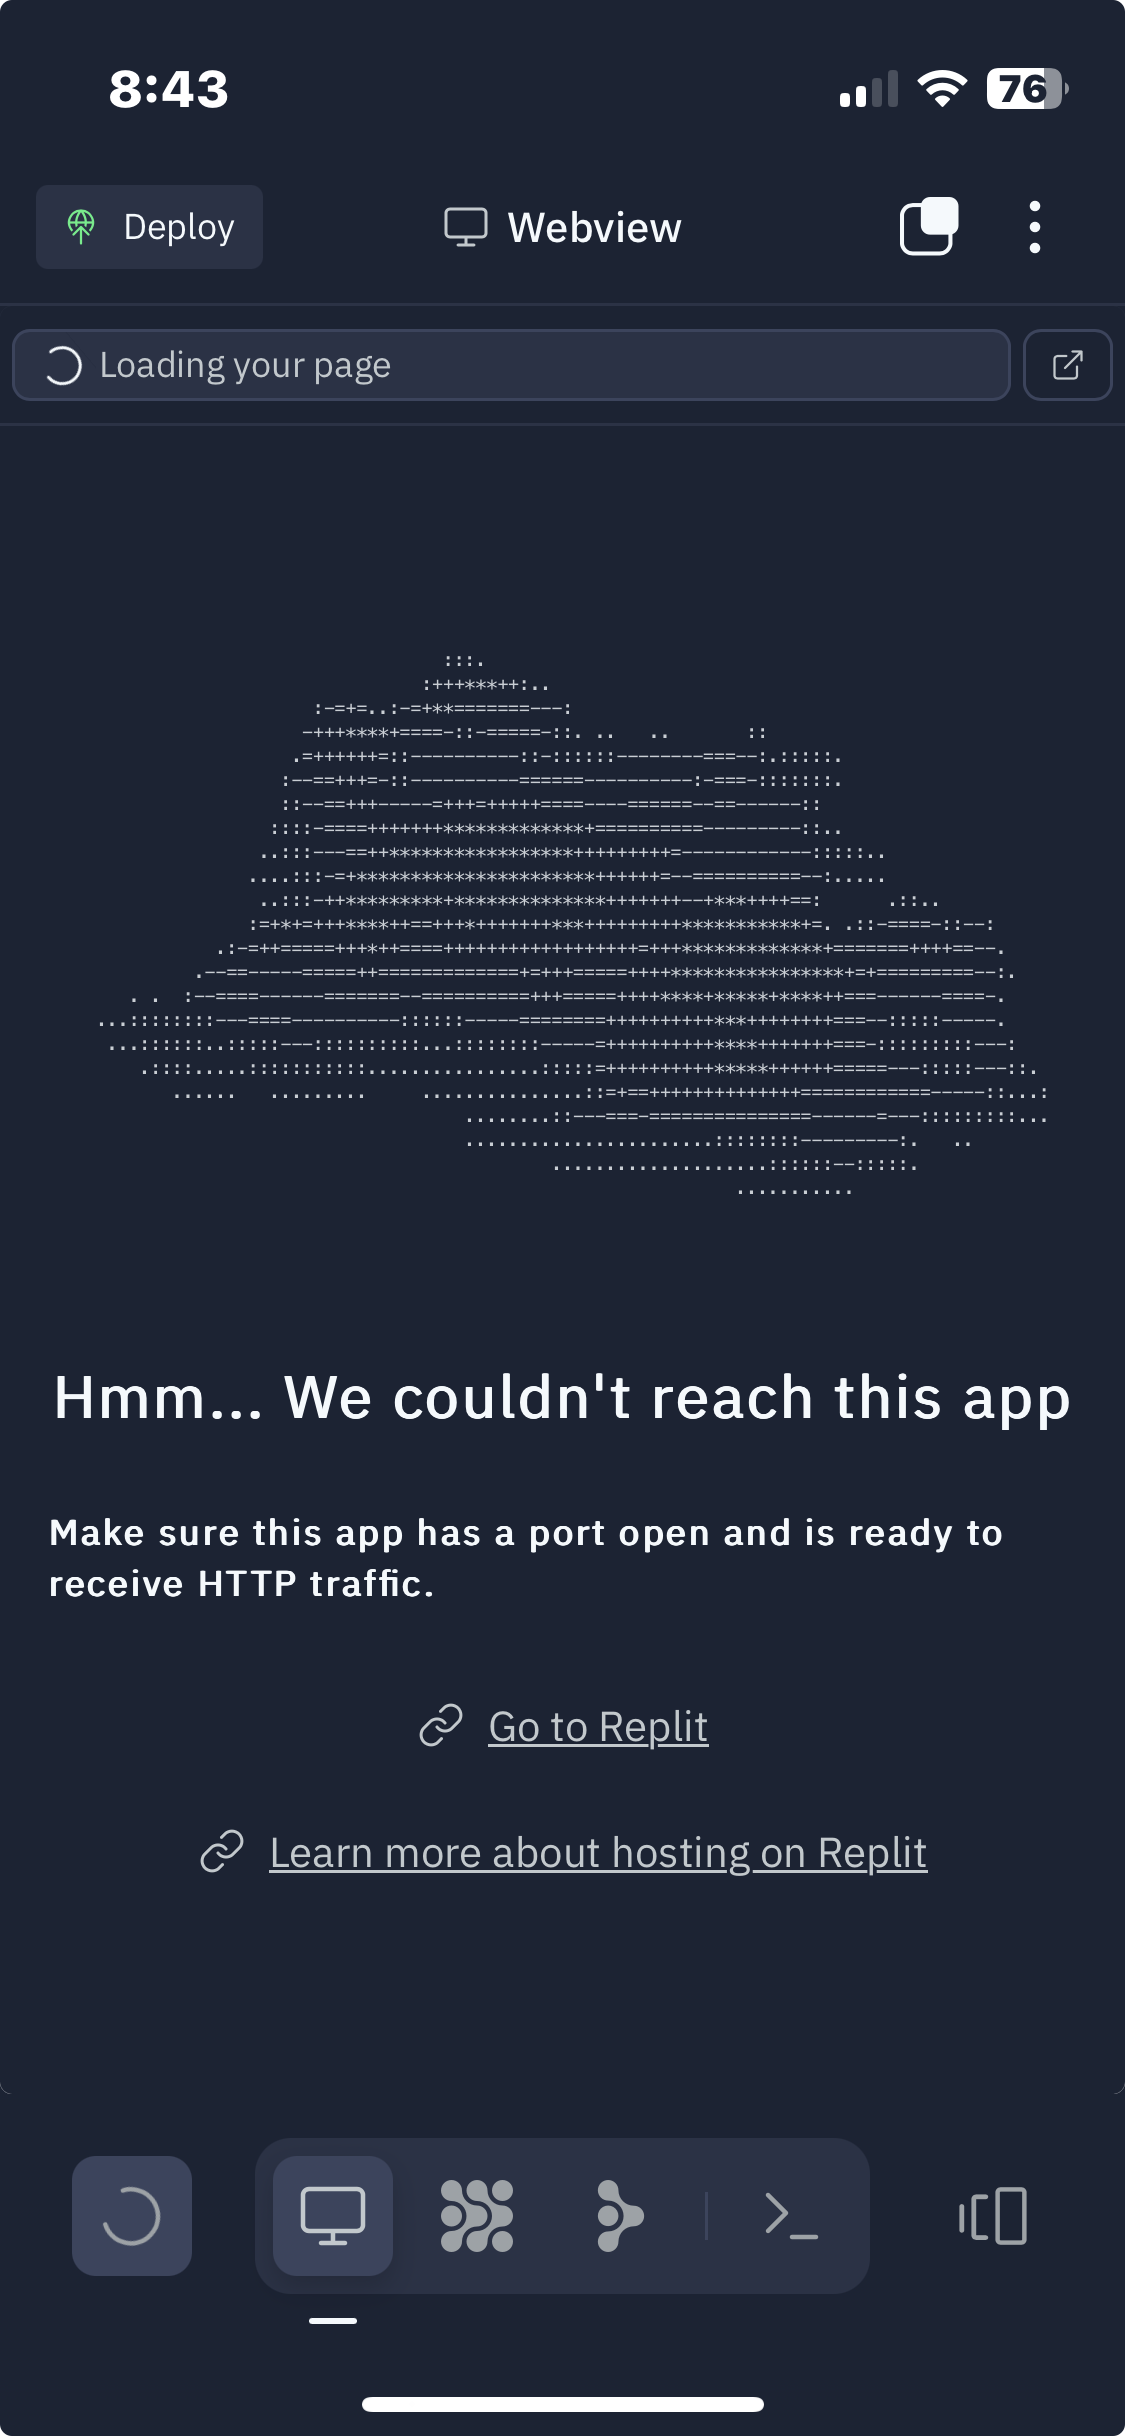 8:43
76
Deploy
Webview
Loading your page
Hmm... We couldn't reach this app
Make sure this app has a port open and is ready to
receive HTTP traffic.
Go to Replit
Learn more about hosting on Replit